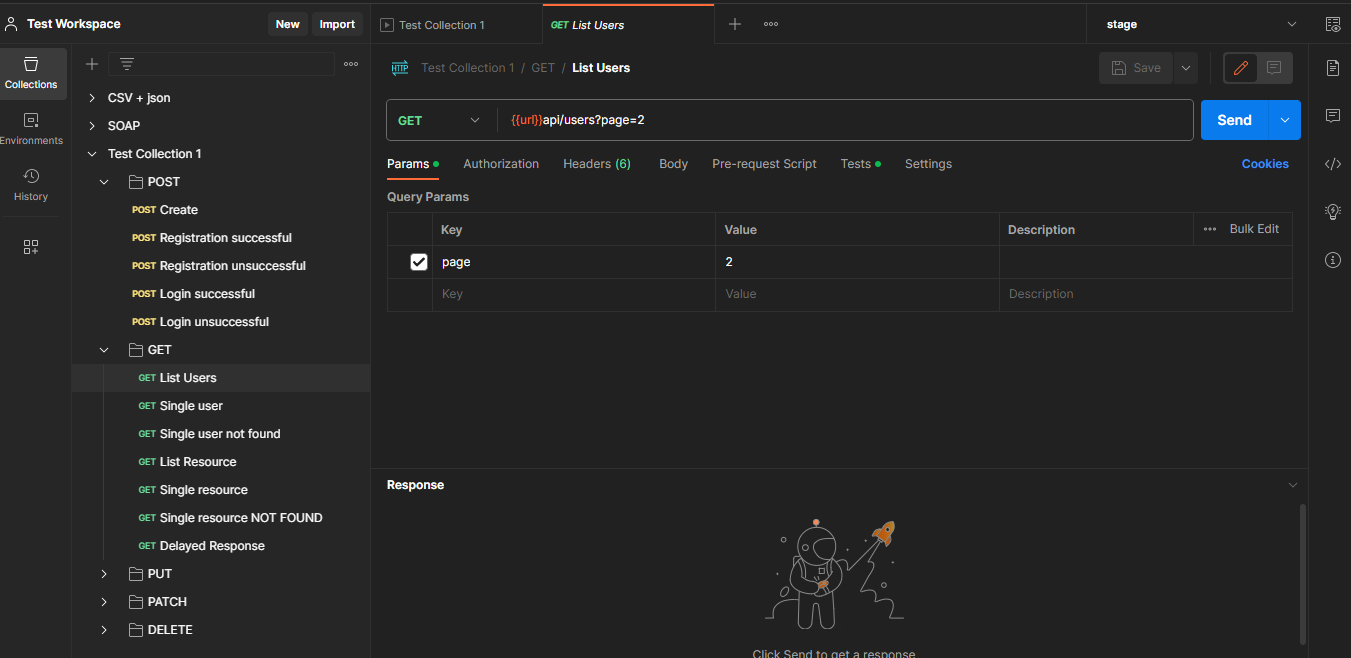 Test Workspace
New
Import
Test Collection 1
GET List Users
stage
Collections
Environments
History
CSV + json
SOAP
Test Collection 1
POST
POST Create
POST Registration successful
POST Registration unsuccessful
POST Login successful
POST Login unsuccessful
GET
GET List Users
GET Single user
GET Single user not found
GET List Resource
GET Single resource
GET Single resource NOT FOUND
GET Delayed Response
PUT
PATCH
DELETE
HTTP Test Collection 1 / GET / List Users
Save
GET {{url}}api/users?page=2
Send
Params Authorization Headers (6) Body Pre-request Script Tests Settings
Cookies
Query Params
Key Value Description Bulk Edit
page 2
Key Value Description
Response
Click Send to get a response